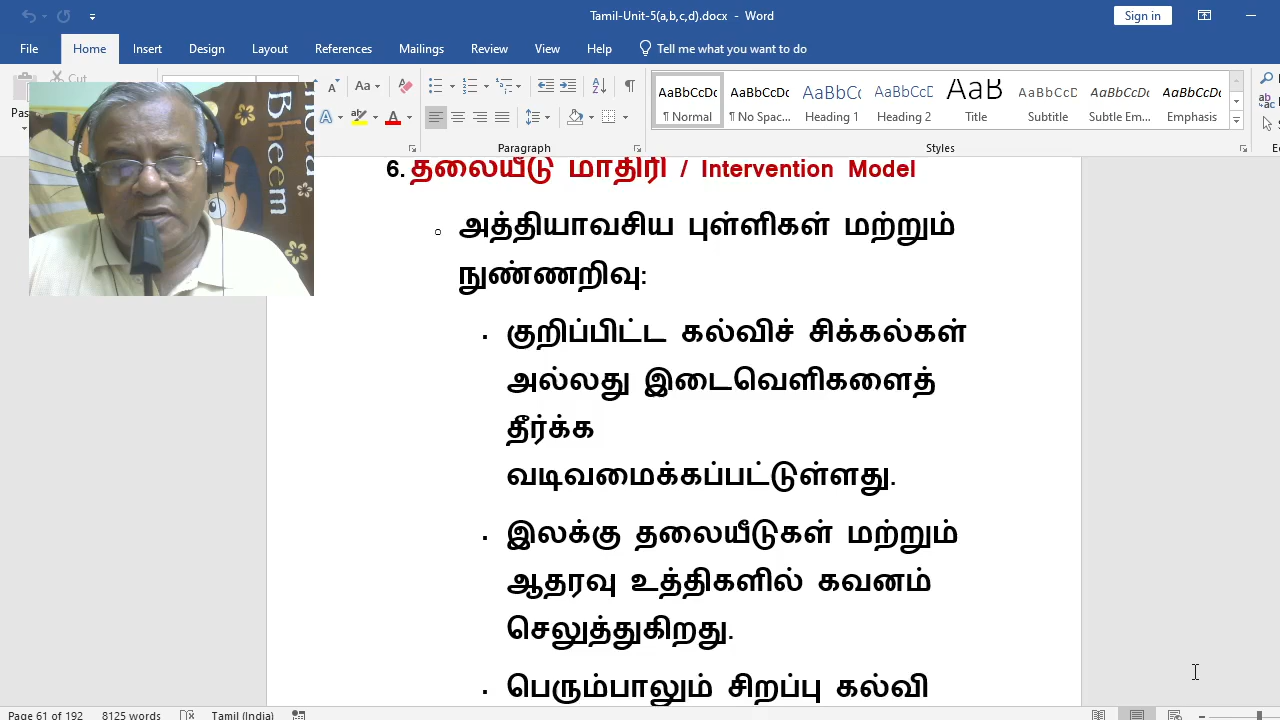 Tamil-Unit-5(a,b,c,d).docx - Word
Sign in
File Home Insert Design Layout References Mailings Review View Help Tell me what you want to do
Cut
Aa
AaBbCcDc AaBbCcDc AaBbCc AaBbCcD AaB AaBbCcD AaBbCcDc AaBbCcDc
¶ Normal ¶ No Spac... Heading 1 Heading 2 Title Subtitle Subtle Em... Emphasis
Paragraph Styles
Bheem
6. தலையீடு மாதிரி / Intervention Model
அத்தியாவசிய புள்ளிகள் மற்றும்
நுண்ணறிவு:
குறிப்பிட்ட கல்விச் சிக்கல்கள்
அல்லது இடைவெளிகளைத்
தீர்க்க
வடிவமைக்கப்பட்டுள்ளது.
இலக்கு தலையீடுகள் மற்றும்
ஆதரவு உத்திகளில் கவனம்
செலுத்துகிறது.
பெரும்பாலும் சிறப்பு கல்வி
Page 61 of 192 8125 words Tamil (India)